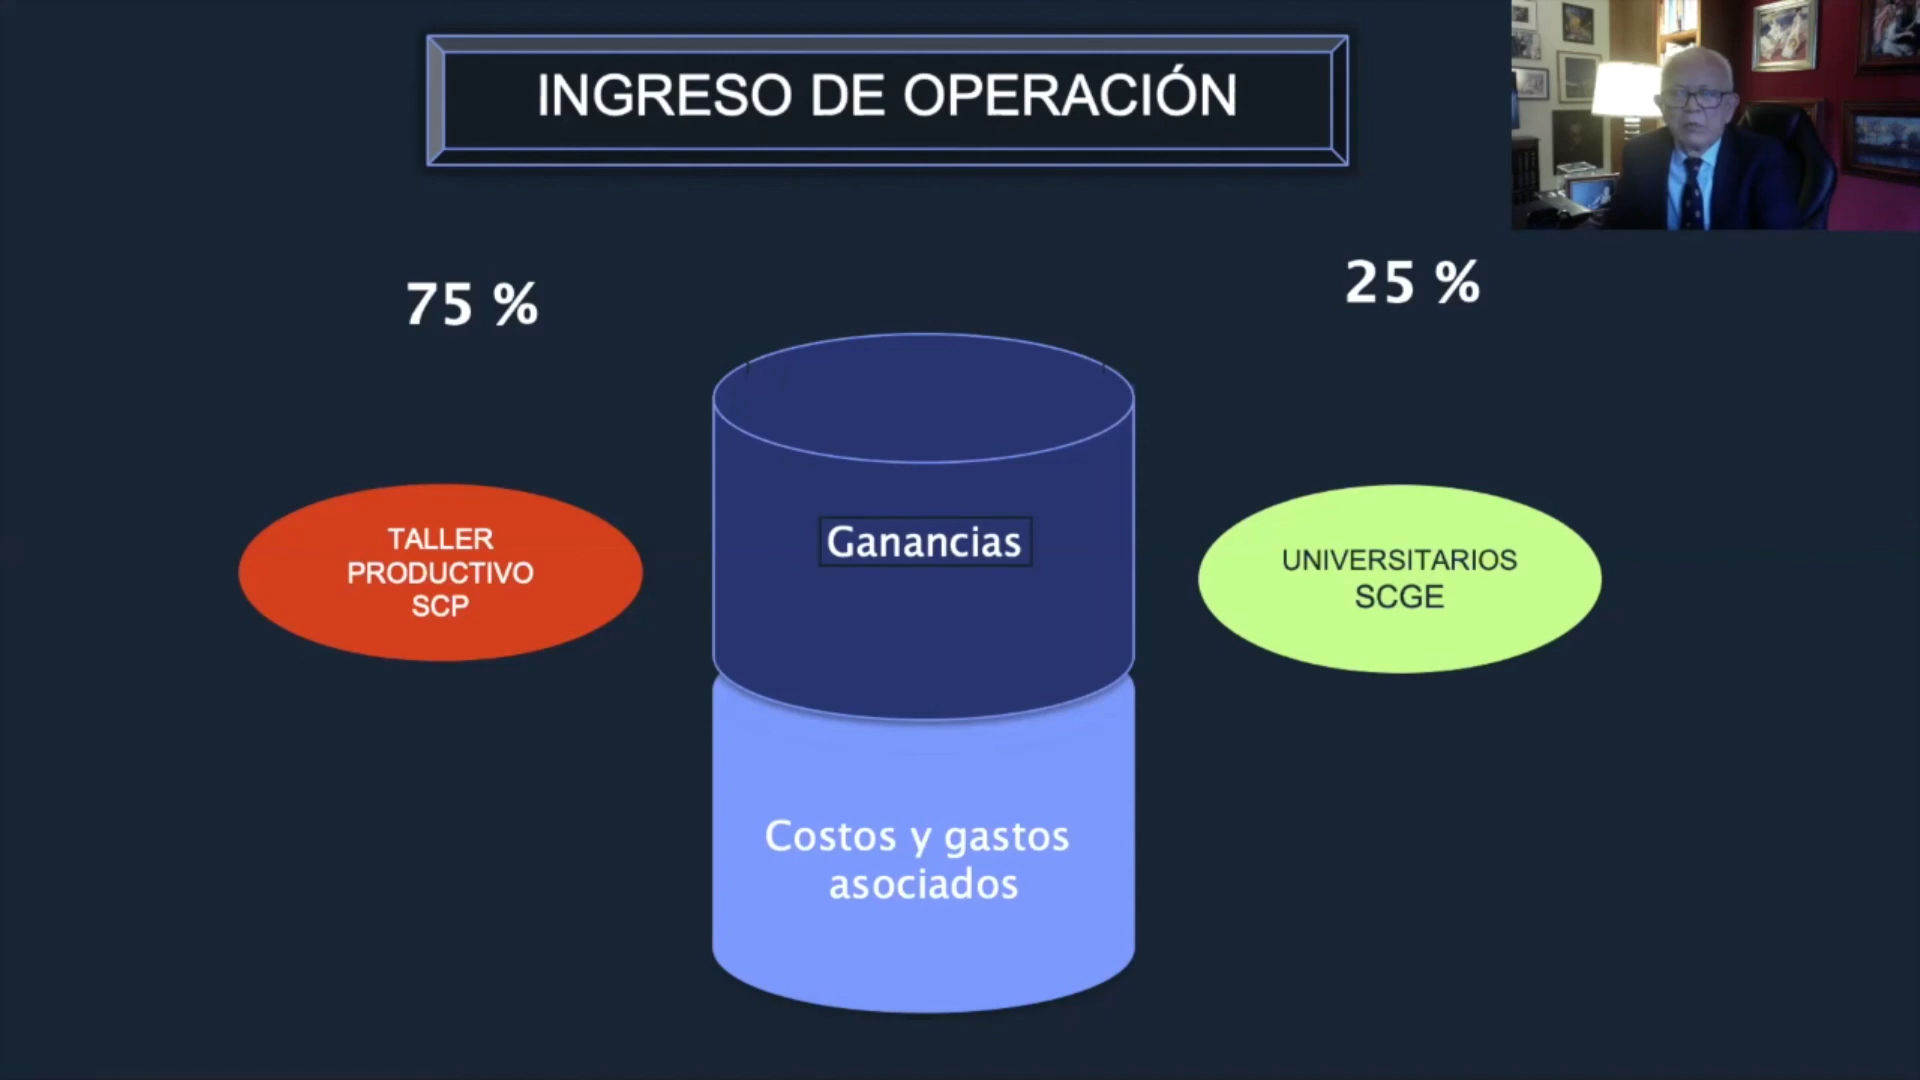 INGRESO DE OPERACIÓN
75 %
25 %
TALLER
PRODUCTIVO
SCP
Ganancias
UNIVERSITARIOS
SCGE
Costos y gastos
asociados